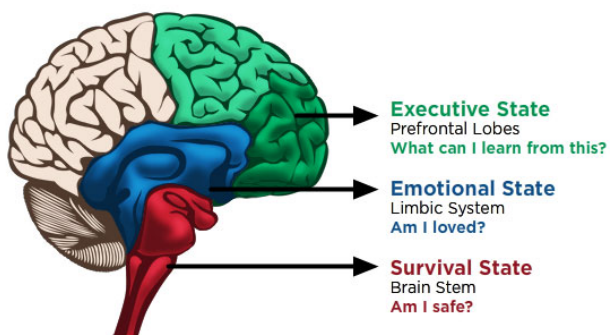 Executive State
Prefrontal Lobes
What can I learn from this?
Emotional State
Limbic System
Am I loved?
Survival State
Brain Stem
Am I safe?